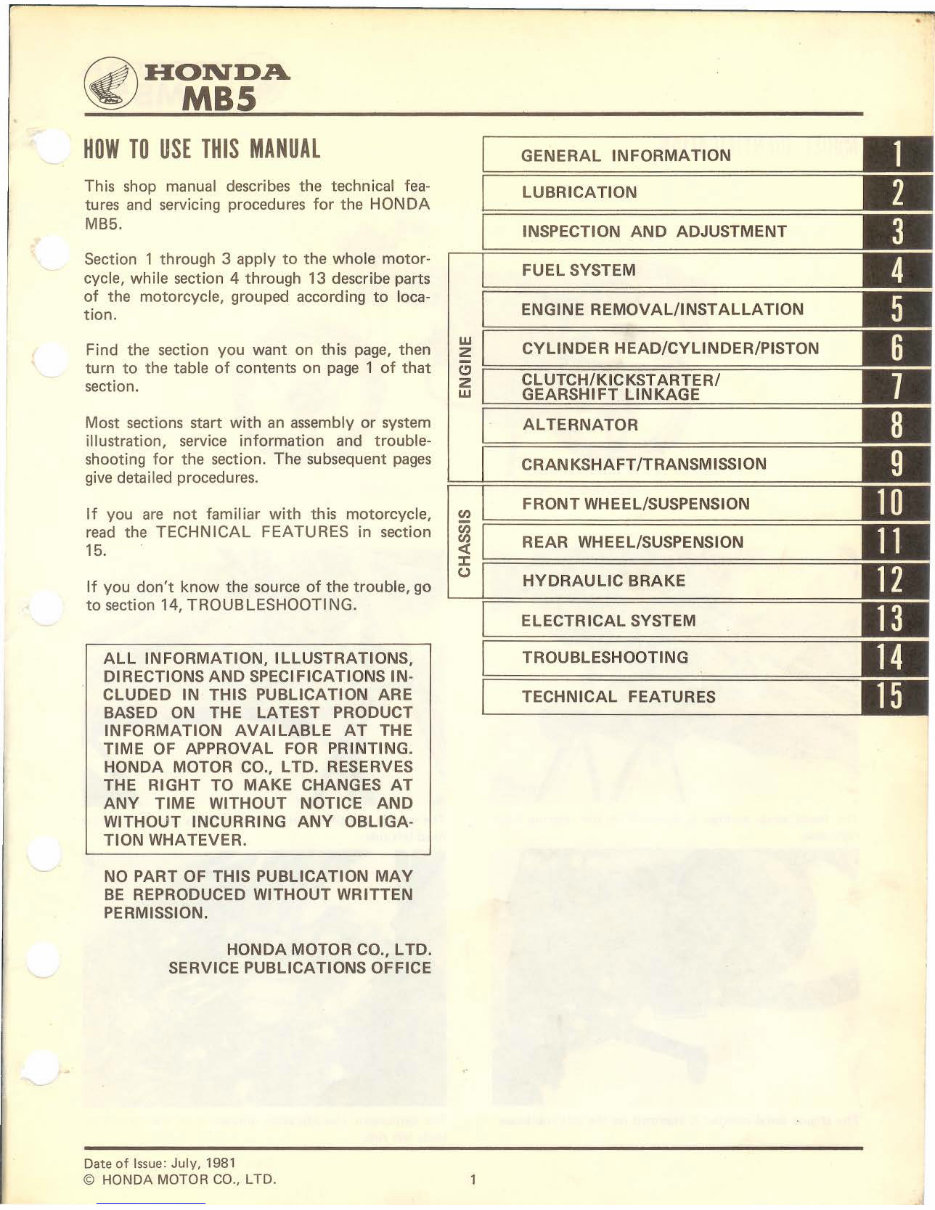 HONDA
MB5
HOW TO USE THIS MANUAL
This shop manual describes the technical fea-
tures and servicing procedures for the HONDA
MB5.
Section 1 through 3 apply to the whole motor-
cycle, while section 4 through 13 describe parts
of the motorcycle, grouped according to loca-
tion.
Find the section you want on this page, then
turn to the table of contents on page 1 of that
section.
Most sections start with an assembly or system
illustration, service information and trouble-
shooting for the section. The subsequent pages
give detailed procedures.
If you are not familiar with this motorcycle,
read the TECHNICAL FEATURES in section
15.
If you don't know the source of the trouble, go
to section 14, TROUBLESHOOTING.
ALL INFORMATION, ILLUSTRATIONS,
DIRECTIONS AND SPECIFICATIONS IN-
CLUDED IN THIS PUBLICATION ARE
BASED ON THE LATEST PRODUCT
INFORMATION AVAILABLE AT THE
TIME OF APPROVAL FOR PRINTING.
HONDA MOTOR CO., LTD. RESERVES
THE RIGHT TO MAKE CHANGES AT
ANY TIME WITHOUT NOTICE AND
WITHOUT INCURRING ANY OBLIGA-
TION WHATEVER.
NO PART OF THIS PUBLICATION MAY
BE REPRODUCED WITHOUT WRITTEN
PERMISSION.
HONDA MOTOR CO., LTD.
SERVICE PUBLICATIONS OFFICE
GENERAL INFORMATION 1
LUBRICATION 2
INSPECTION AND ADJUSTMENT 3
ENGINE
FUEL SYSTEM 4
ENGINE REMOVAL/INSTALLATION 5
CYLINDER HEAD/CYLINDER/PISTON 6
CLUTCH/KICKSTARTER/
GEARSHIFT LINKAGE 7
ALTERNATOR 8
CRANKSHAFT/TRANSMISSION 9
CHASSIS
FRONT WHEEL/SUSPENSION 10
REAR WHEEL/SUSPENSION 11
HYDRAULIC BRAKE 12
ELECTRICAL SYSTEM 13
TROUBLESHOOTING 14
TECHNICAL FEATURES 15
Date of Issue: July, 1981
© HONDA MOTOR CO., LTD.
1